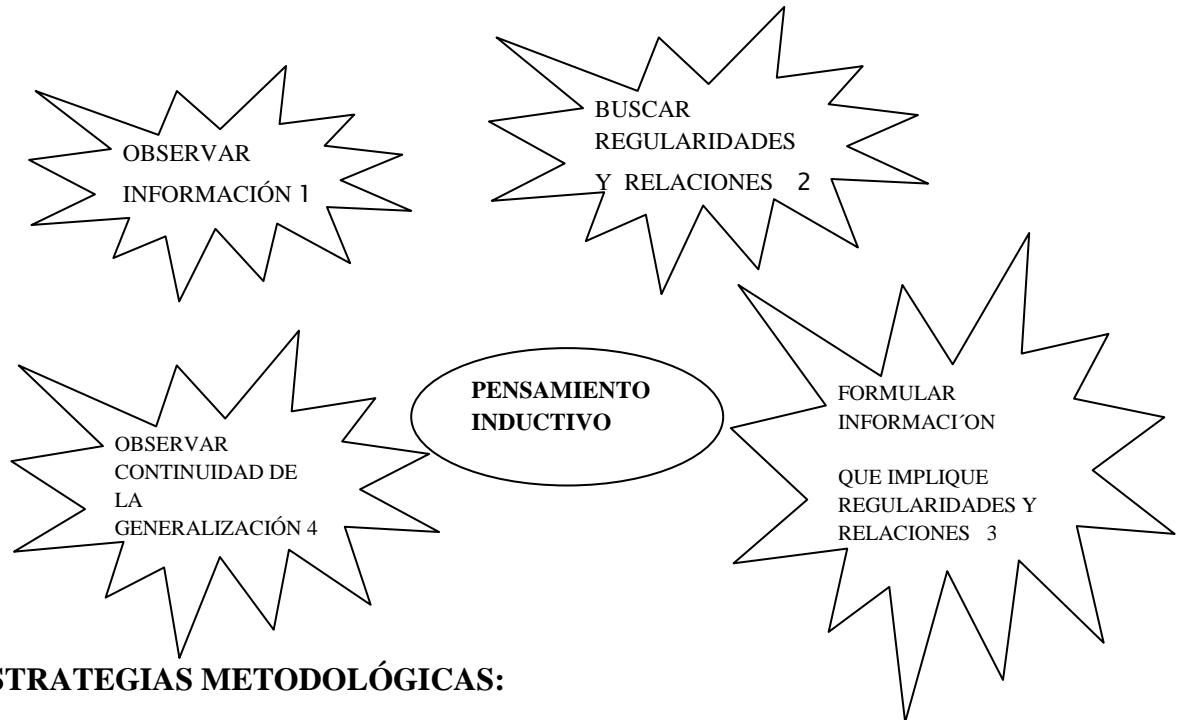 OBSERVAR
INFORMACIÓN 1
BUSCAR
REGULARIDADES
Y RELACIONES 2
PENSAMIENTO
INDUCTIVO
FORMULAR
INFORMACI´ON
QUE IMPLIQUE
REGULARIDADES Y
RELACIONES 3
OBSERVAR
CONTINUIDAD DE
LA
GENERALIZACIÓN 4
STRATEGIAS METODOLÓGICAS: